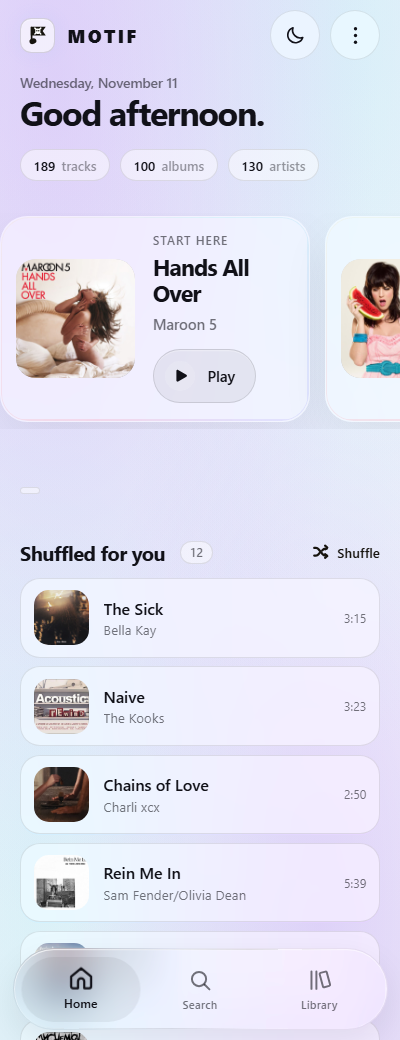 MOTIF
Wednesday, November 11
Good afternoon.
189 tracks
100 albums
130 artists
MAROON 5
HANDS
ALL
OVER
START HERE
Hands All
Over
Maroon 5
Play
Shuffled for you
12
Shuffle
The Sick
Bella Kay
3:15
Acoustic
REWIND
Naive
The Kooks
3:23
Chains of Love
Charli xcx
2:50
Rein Me In
Sam Fender/Olivia Dean
5:39
Home
Search
Library